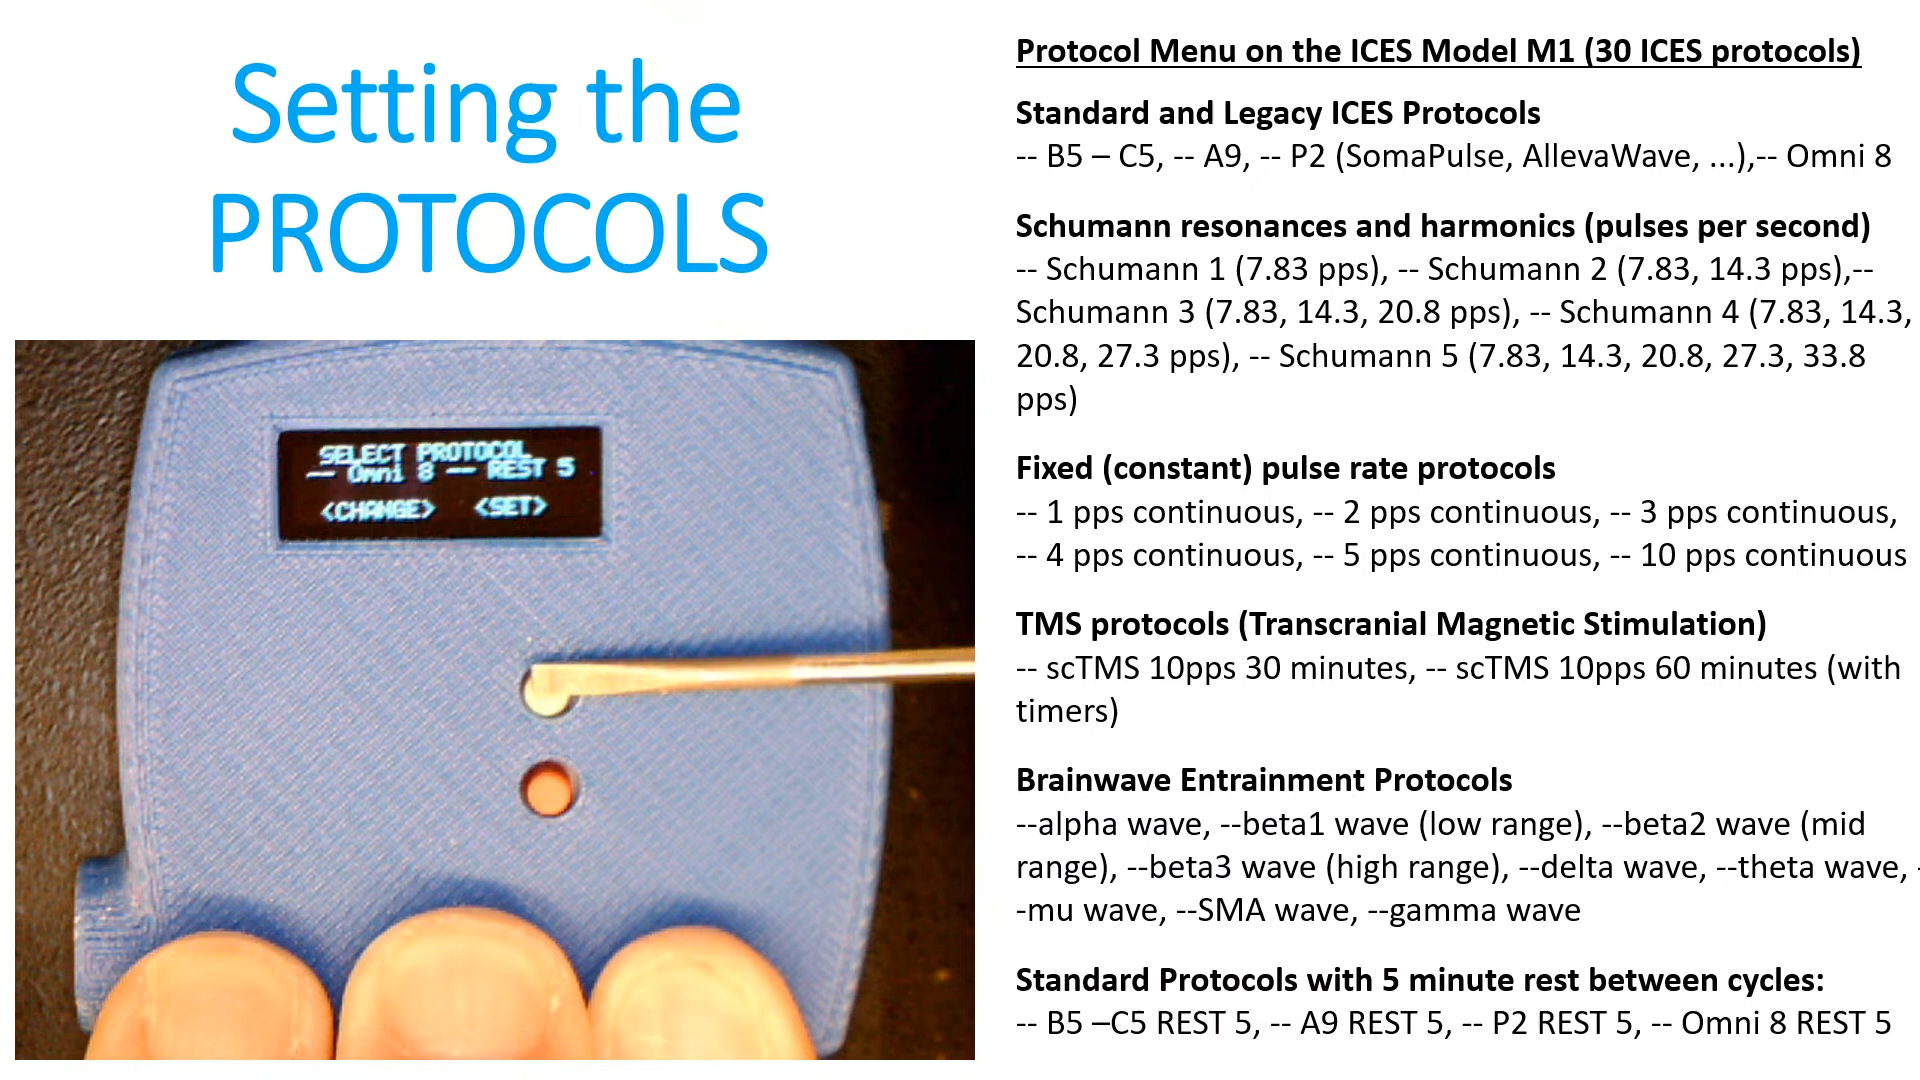 Setting the
PROTOCOLS
SELECT PROTOCOL
-- Omni 8 -- REST 5
<CHANGE> <SET>
Protocol Menu on the ICES Model M1 (30 ICES protocols)
Standard and Legacy ICES Protocols
-- B5 – C5, -- A9, -- P2 (SomaPulse, AllevaWave, ...),-- Omni 8
Schumann resonances and harmonics (pulses per second)
-- Schumann 1 (7.83 pps), -- Schumann 2 (7.83, 14.3 pps),--
Schumann 3 (7.83, 14.3, 20.8 pps), -- Schumann 4 (7.83, 14.3,
20.8, 27.3 pps), -- Schumann 5 (7.83, 14.3, 20.8, 27.3, 33.8
pps)
Fixed (constant) pulse rate protocols
-- 1 pps continuous, -- 2 pps continuous, -- 3 pps continuous,
-- 4 pps continuous, -- 5 pps continuous, -- 10 pps continuous
TMS protocols (Transcranial Magnetic Stimulation)
-- scTMS 10pps 30 minutes, -- scTMS 10pps 60 minutes (with
timers)
Brainwave Entrainment Protocols
--alpha wave, --beta1 wave (low range), --beta2 wave (mid
range), --beta3 wave (high range), --delta wave, --theta wave, -
-mu wave, --SMA wave, --gamma wave
Standard Protocols with 5 minute rest between cycles:
-- B5 –C5 REST 5, -- A9 REST 5, -- P2 REST 5, -- Omni 8 REST 5